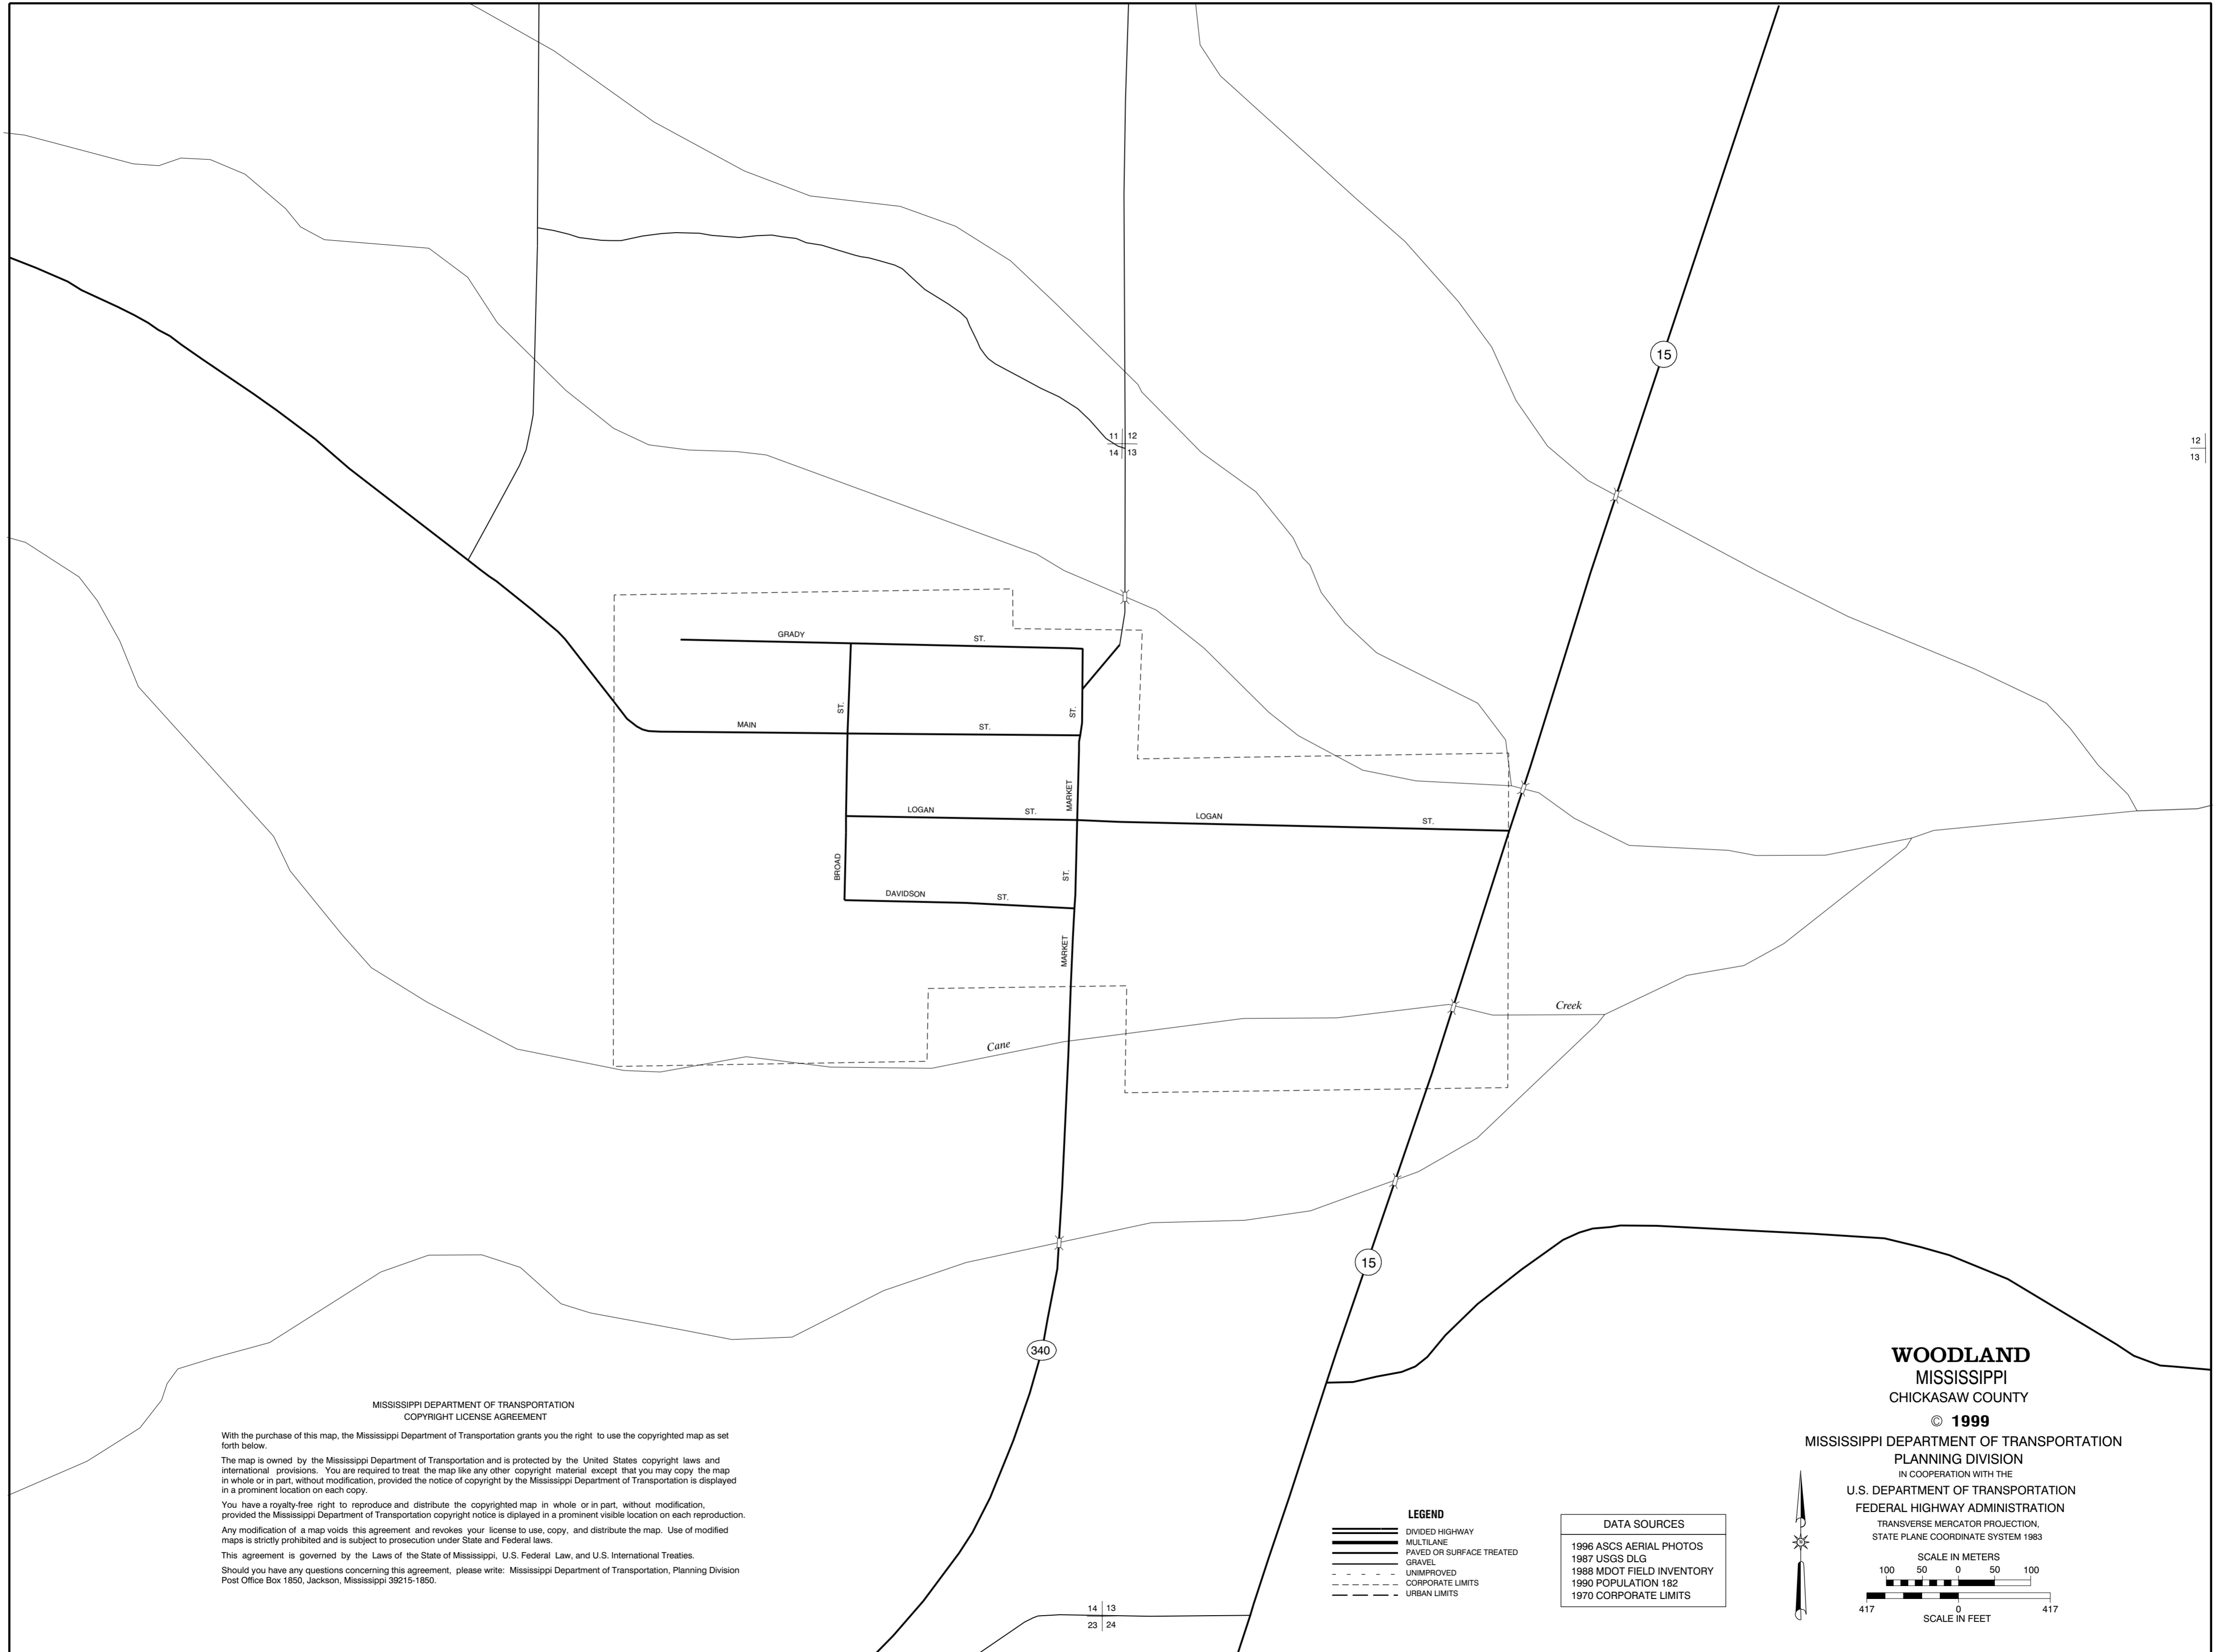 15
11 12
14 13
12
13
GRADY ST.
ST.
ST.
MAIN ST.
MARKET
LOGAN ST.
LOGAN ST.
BROAD
ST.
DAVIDSON ST.
MARKET
Creek
Cane
15
340
14 13
23 24
MISSISSIPPI DEPARTMENT OF TRANSPORTATION
COPYRIGHT LICENSE AGREEMENT
With the purchase of this map, the Mississippi Department of Transportation grants you the right to use the copyrighted map as set
forth below.
The map is owned by the Mississippi Department of Transportation and is protected by the United States copyright laws and
international provisions. You are required to treat the map like any other copyright material except that you may copy the map
in whole or in part, without modification, provided the notice of copyright by the Mississippi Department of Transportation is displayed
in a prominent location on each copy.
You have a royalty-free right to reproduce and distribute the copyrighted map in whole or in part, without modification,
provided the Mississippi Department of Transportation copyright notice is diplayed in a prominent visible location on each reproduction.
Any modification of a map voids this agreement and revokes your license to use, copy, and distribute the map. Use of modified
maps is strictly prohibited and is subject to prosecution under State and Federal laws.
This agreement is governed by the Laws of the State of Mississippi, U.S. Federal Law, and U.S. International Treaties.
Should you have any questions concerning this agreement, please write: Mississippi Department of Transportation, Planning Division
Post Office Box 1850, Jackson, Mississippi 39215-1850.
LEGEND
DIVIDED HIGHWAY
MULTILANE
PAVED OR SURFACE TREATED
GRAVEL
UNIMPROVED
CORPORATE LIMITS
URBAN LIMITS
DATA SOURCES
1996 ASCS AERIAL PHOTOS
1987 USGS DLG
1988 MDOT FIELD INVENTORY
1990 POPULATION 182
1970 CORPORATE LIMITS
WOODLAND
MISSISSIPPI
CHICKASAW COUNTY
© 1999
MISSISSIPPI DEPARTMENT OF TRANSPORTATION
PLANNING DIVISION
IN COOPERATION WITH THE
U.S. DEPARTMENT OF TRANSPORTATION
FEDERAL HIGHWAY ADMINISTRATION
TRANSVERSE MERCATOR PROJECTION,
STATE PLANE COORDINATE SYSTEM 1983
SCALE IN METERS
100 50 0 50 100
417 0 417
SCALE IN FEET